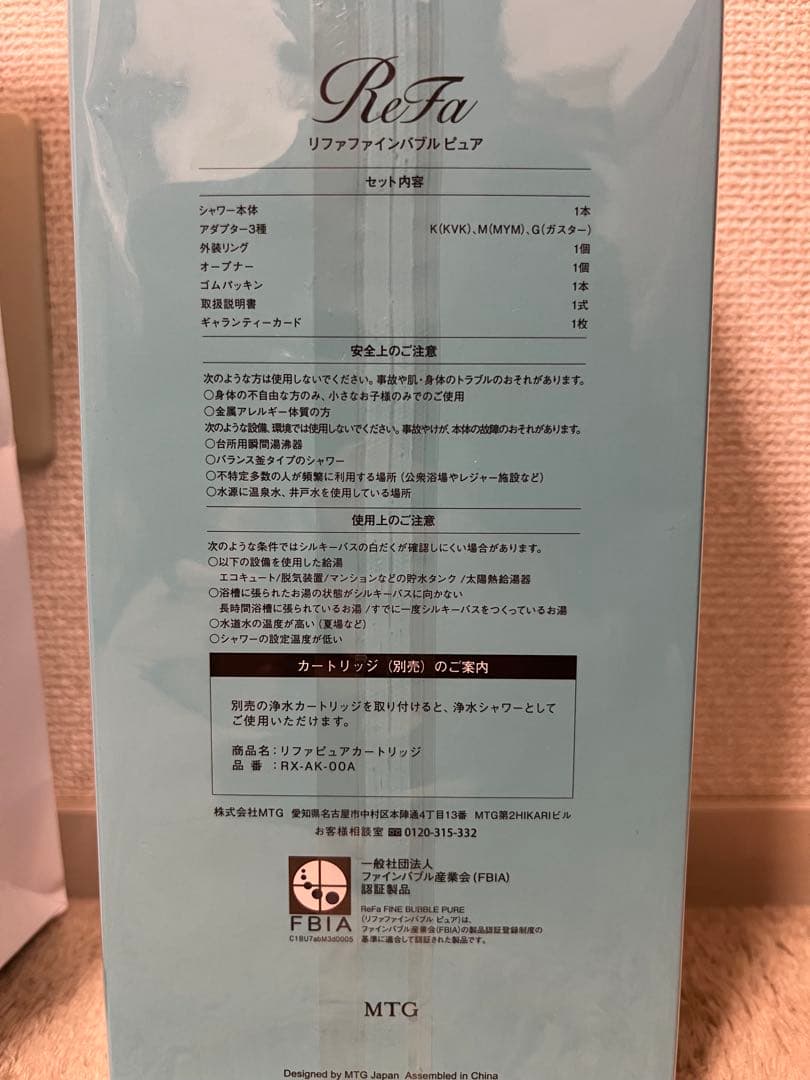 ReFa
リファファインバブル ピュア
セット内容
シャワー本体 1本
アダプター3種 K(KVK)、M(MYM)、G(ガスター)
外装リング 1個
オープナー 1個
ゴムパッキン 1本
取扱説明書 1式
ギャランティーカード 1枚
安全上のご注意
次のような方は使用しないでください。事故や肌・身体のトラブルのおそれがあります。
○身体の不自由な方のみ、小さなお子様のみでのご使用
○金属アレルギー体質の方
次のような設備、環境では使用しないでください。事故やけが、本体の故障のおそれがあります。
○台所用瞬間湯沸器
○バランス釜タイプのシャワー
○不特定多数の人が頻繁に利用する場所（公衆浴場やレジャー施設など）
○水源に温泉水、井戸水を使用している場所
使用上のご注意
次のような条件ではシルキーバスの白だくが確認しにくい場合があります。
○以下の設備を使用した給湯
エコキュート/脱気装置/マンションなどの貯水タンク /太陽熱給湯器
○浴槽に張られたお湯の状態がシルキーバスに向かない
長時間浴槽に張られているお湯 /すでに一度シルキーバスをつくっているお湯
○水道水の温度が高い（夏場など）
○シャワーの設定温度が低い
カートリッジ（別売）のご案内
別売の浄水カートリッジを取り付けると、浄水シャワーとして
ご使用いただけます。
商品名：リファピュアカートリッジ
品 番 ：RX-AK-00A
株式会社MTG 愛知県名古屋市中村区本陣通4丁目13番 MTG第2HIKARIビル
お客様相談室 0120-315-332
一般社団法人
ファインバブル産業会(FBIA)
認証製品
FBIA
C1BU7abM3d0005
ReFa FINE BUBBLE PURE
(リファファインバブル ピュア)は、
ファインバブル産業会(FBIA)の製品認証登録制度の
基準に適合して認証された製品です。
MTG
Designed by MTG Japan Assembled in China